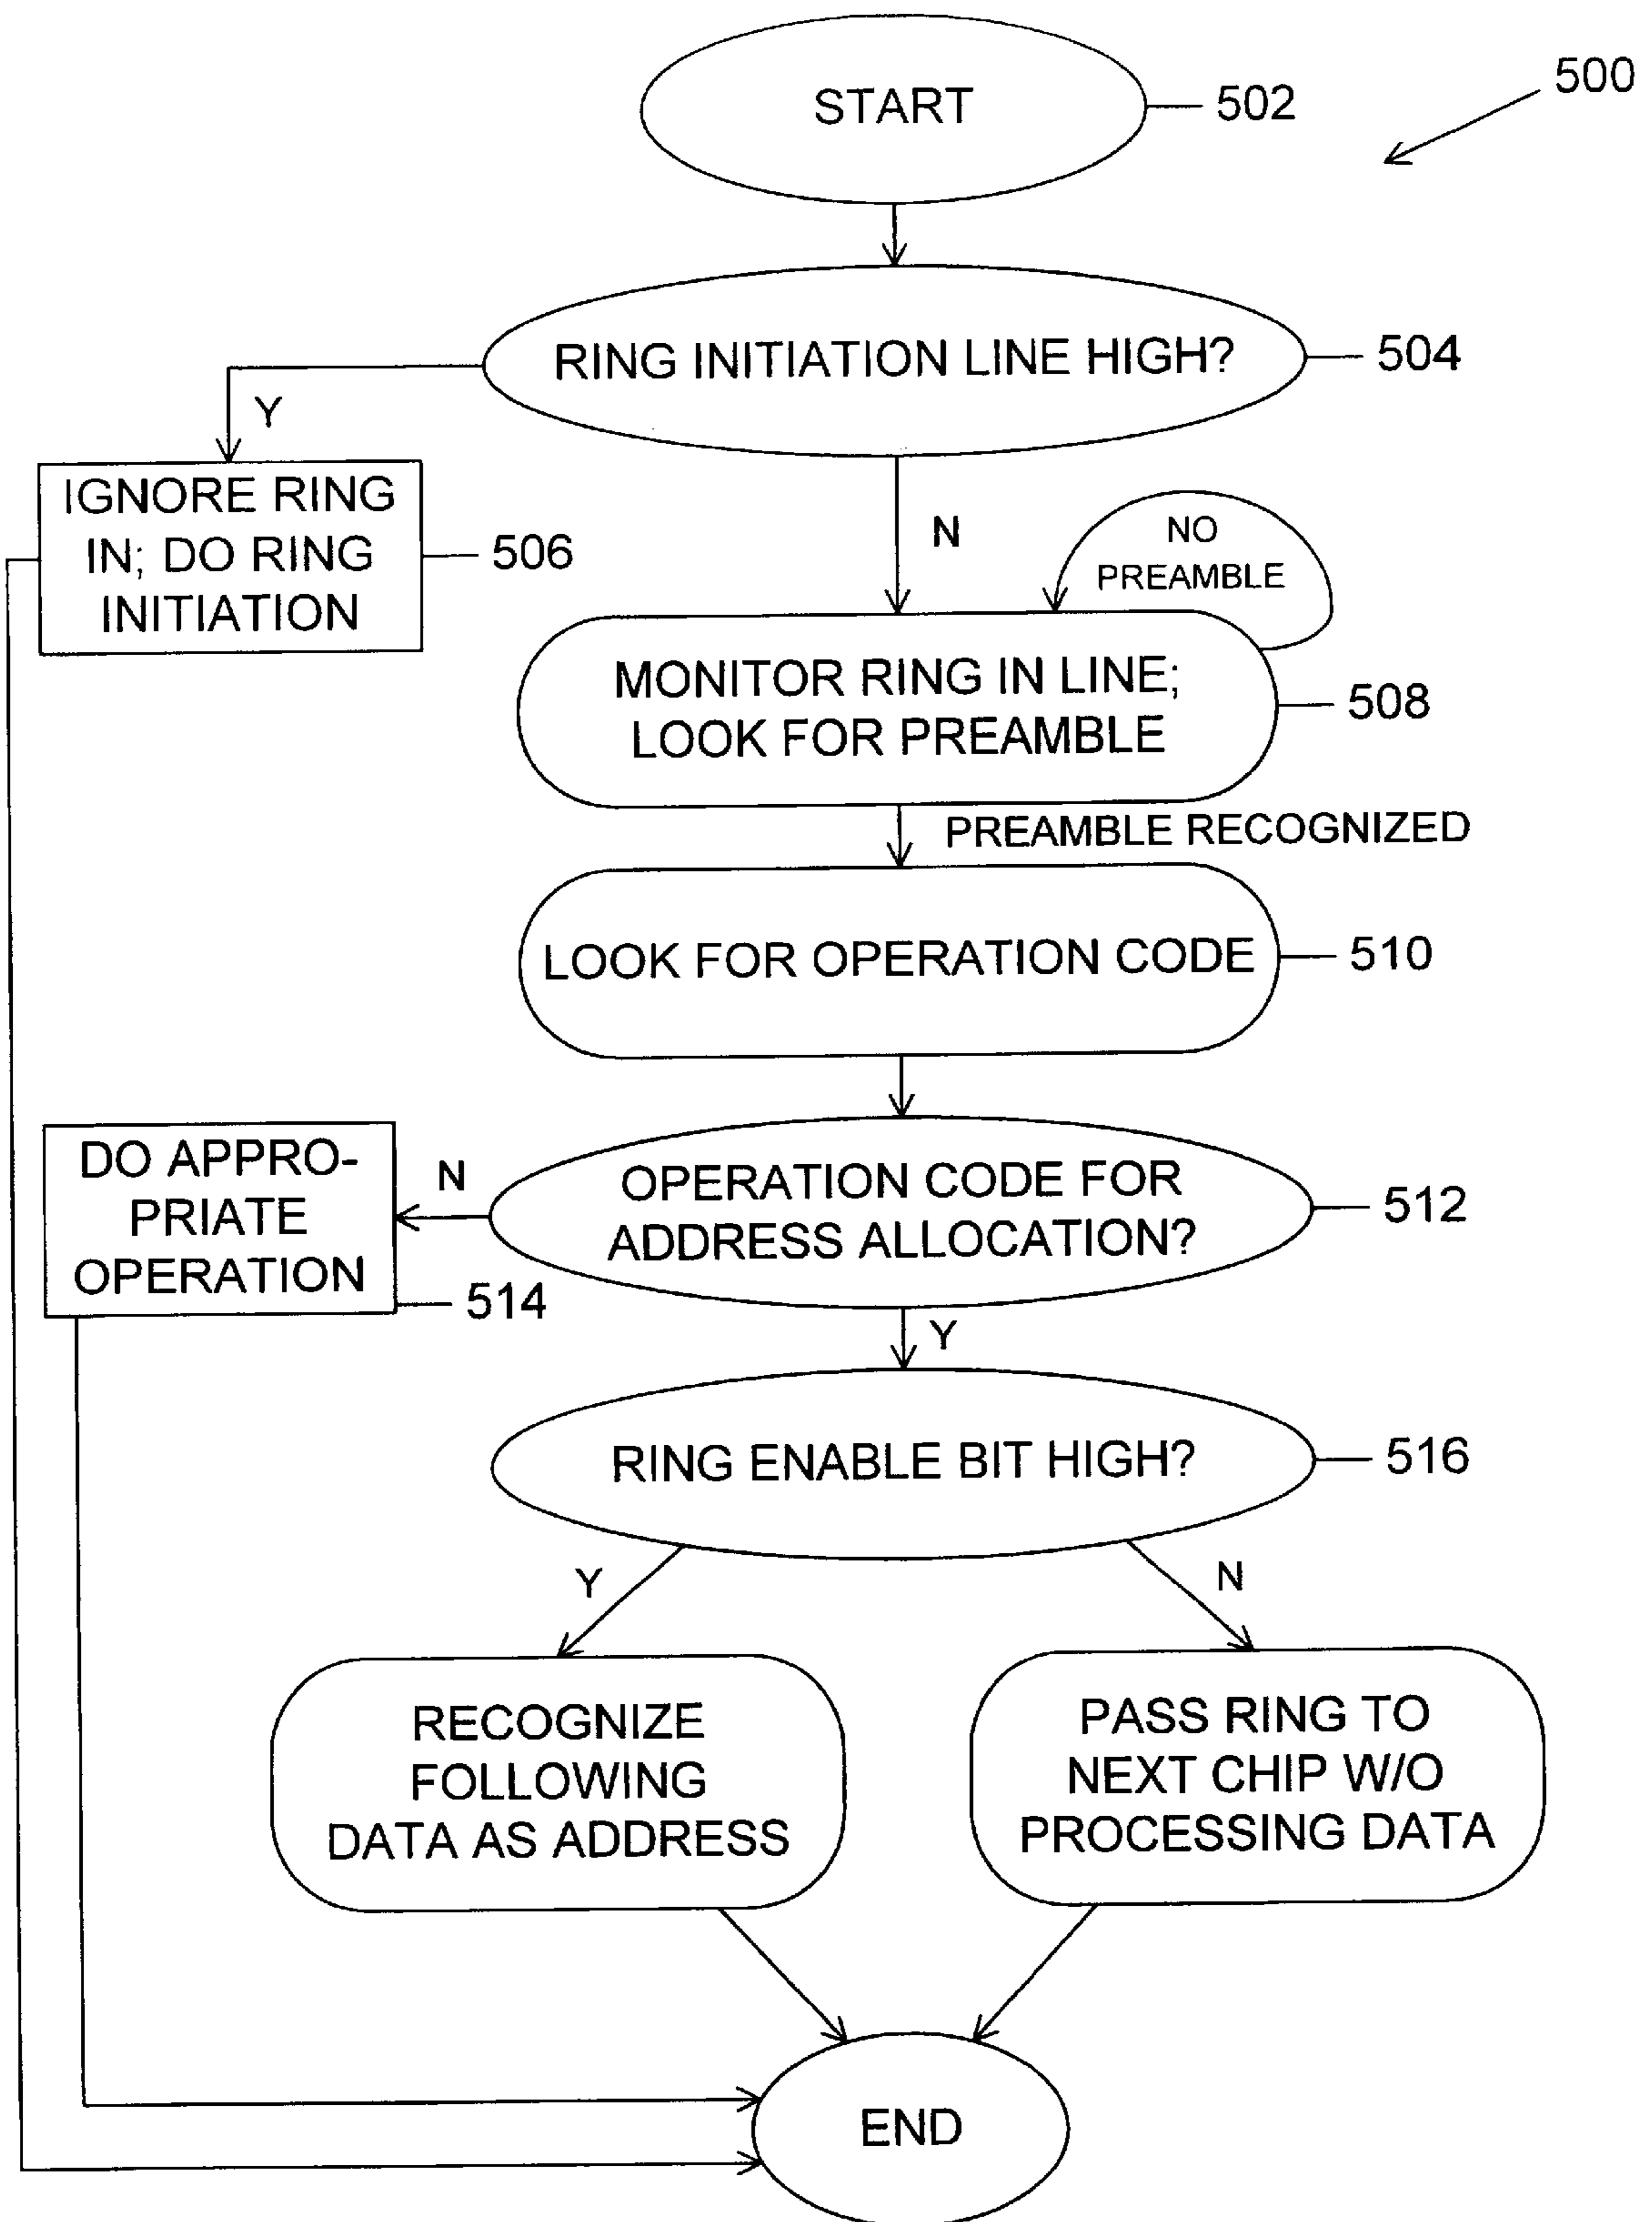 START
502
500
RING INITIATION LINE HIGH?
504
Y
IGNORE RING
IN; DO RING
INITIATION
506
N
NO
PREAMBLE
MONITOR RING IN LINE;
LOOK FOR PREAMBLE
508
PREAMBLE RECOGNIZED
LOOK FOR OPERATION CODE
510
DO APPRO-
PRIATE
OPERATION
514
N
OPERATION CODE FOR
ADDRESS ALLOCATION?
512
Y
RING ENABLE BIT HIGH?
516
Y
N
RECOGNIZE
FOLLOWING
DATA AS ADDRESS
PASS RING TO
NEXT CHIP W/O
PROCESSING DATA
END